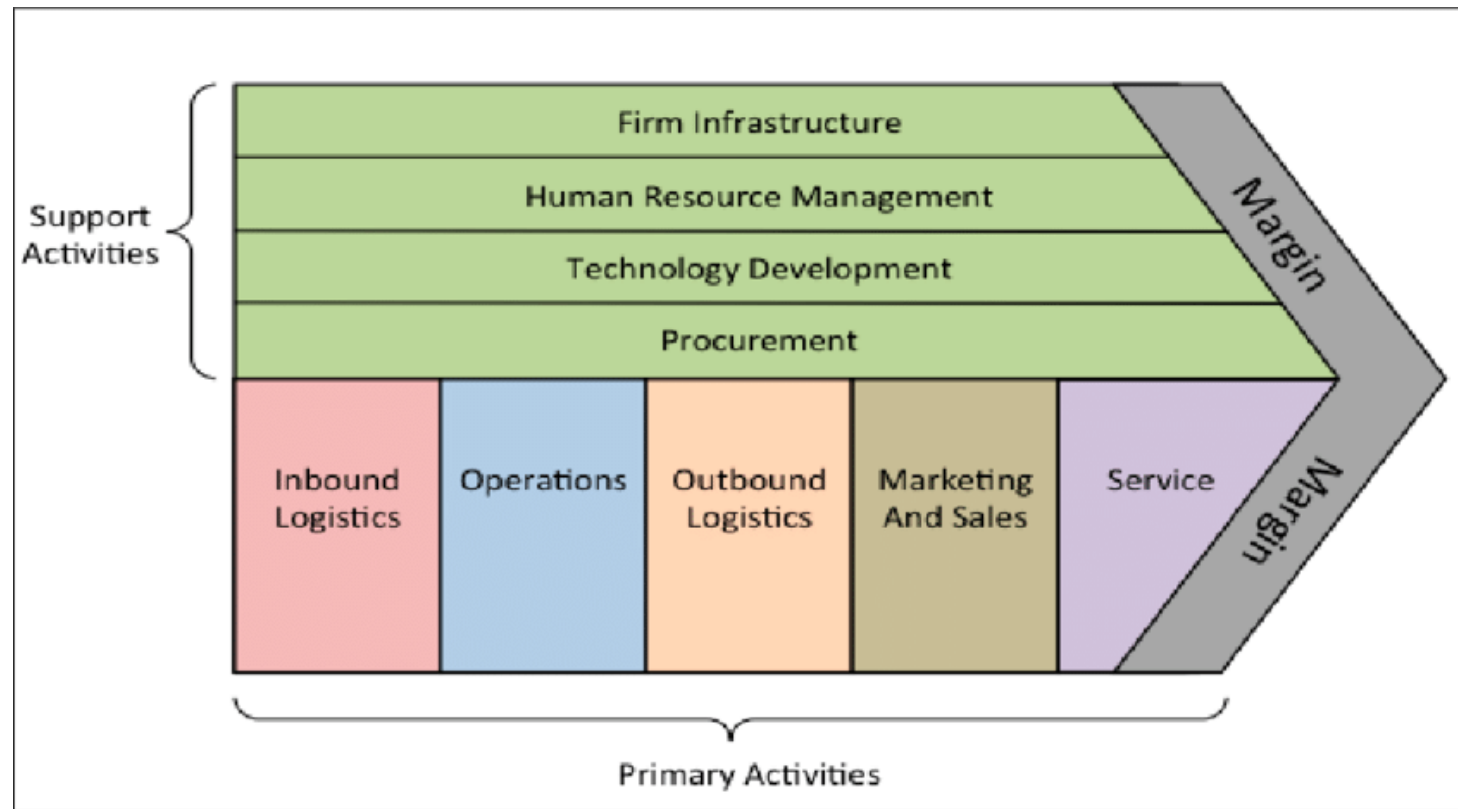 Firm Infrastructure
Human Resource Management
Technology Development
Procurement
Support
Activities
Margin
Inbound
Logistics
Operations
Outbound
Logistics
Marketing
And Sales
Service
Margin
Primary Activities